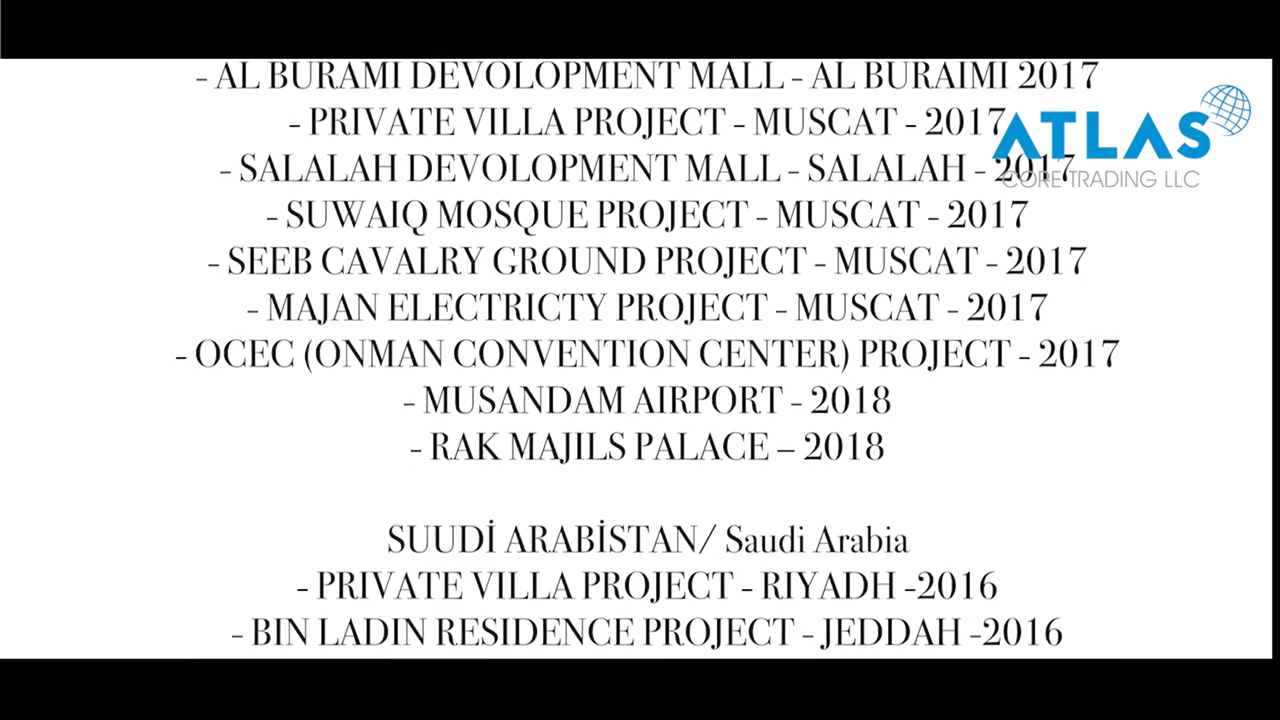 - AL BURAMI DEVOLOPMENT MALL - AL BURAIMI 2017
- PRIVATE VILLA PROJECT - MUSCAT - 2017
- SALALAH DEVOLOPMENT MALL - SALALAH - 2017
- SUWAIQ MOSQUE PROJECT - MUSCAT - 2017
- SEEB CAVALRY GROUND PROJECT - MUSCAT - 2017
- MAJAN ELECTRICTY PROJECT - MUSCAT - 2017
- OCEC (ONMAN CONVENTION CENTER) PROJECT - 2017
- MUSANDAM AIRPORT - 2018
- RAK MAJILS PALACE – 2018
SUUDİ ARABİSTAN/ Saudi Arabia
- PRIVATE VILLA PROJECT - RIYADH -2016
- BIN LADIN RESIDENCE PROJECT - JEDDAH -2016
ATLAS
CORE TRADING LLC